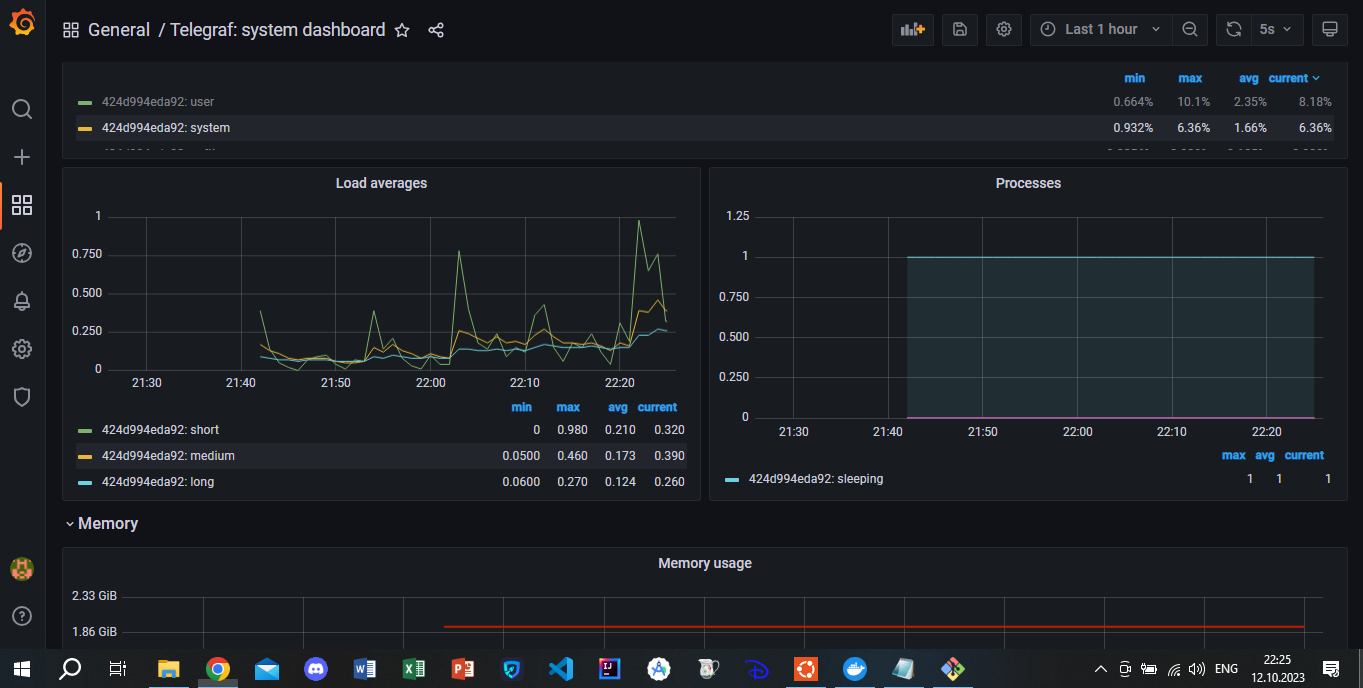 General / Telegraf: system dashboard
Last 1 hour
5s
min max avg current
424d994eda92: user 0.664% 10.1% 2.35% 8.18%
424d994eda92: system 0.932% 6.36% 1.66% 6.36%
Load averages
1
0.750
0.500
0.250
0
21:30 21:40 21:50 22:00 22:10 22:20
min max avg current
424d994eda92: short 0 0.980 0.210 0.320
424d994eda92: medium 0.0500 0.460 0.173 0.390
424d994eda92: long 0.0600 0.270 0.124 0.260
Processes
1.25
1
0.750
0.500
0.250
0
21:30 21:40 21:50 22:00 22:10 22:20
max avg current
424d994eda92: sleeping 1 1 1
Memory
Memory usage
2.33 GiB
1.86 GiB
ENG
22:25
12.10.2023